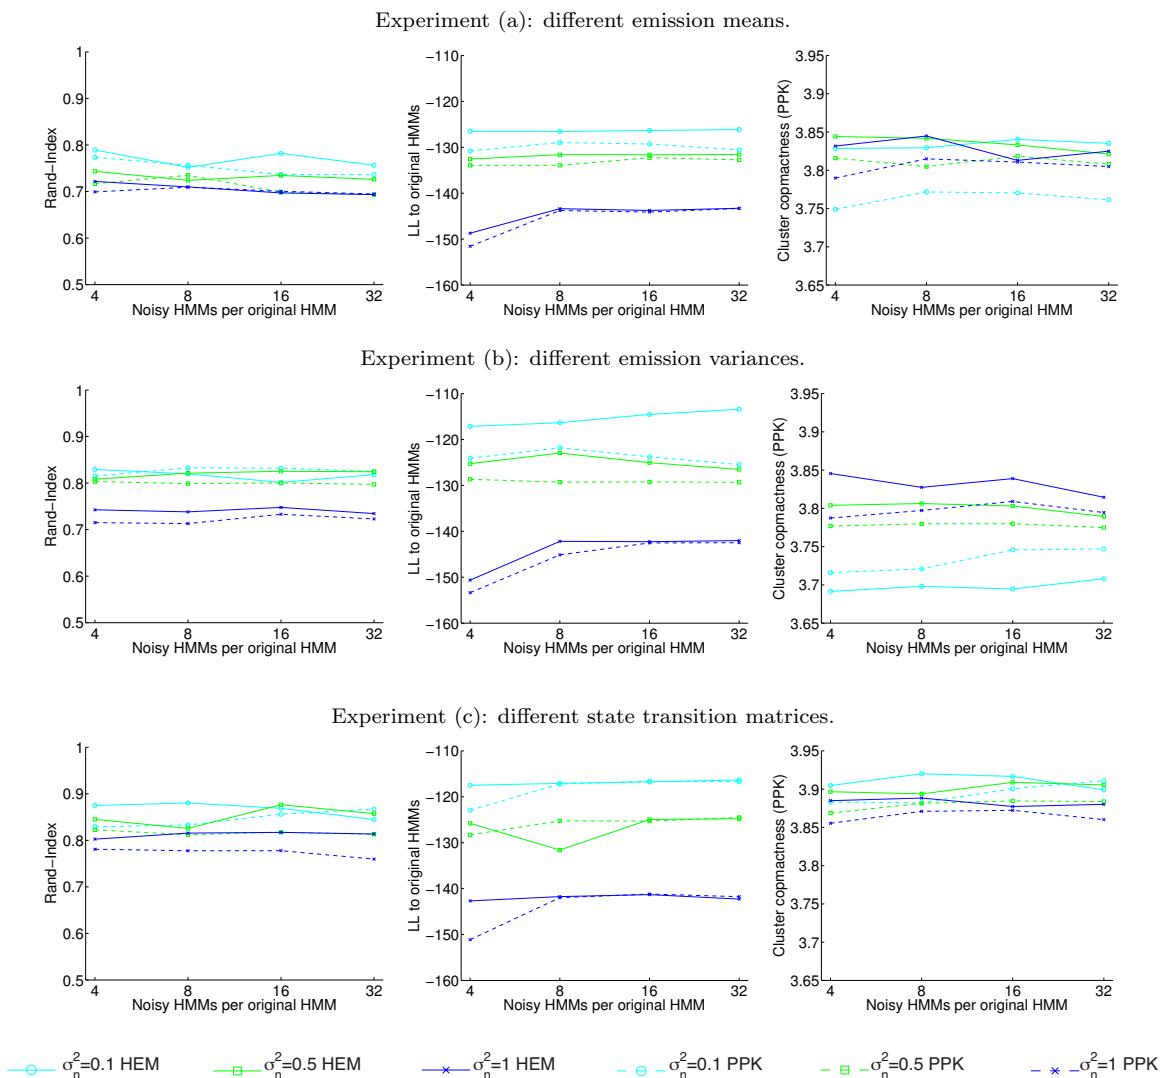 Experiment (a): different emission means.
1
0.9
0.8
0.7
0.6
0.5
Rand−Index
4 8 16 32
Noisy HMMs per original HMM
−110
−120
−130
−140
−150
−160
LL to original HMMs
4 8 16 32
Noisy HMMs per original HMM
3.95
3.9
3.85
3.8
3.75
3.7
3.65
Cluster copmactness (PPK)
4 8 16 32
Noisy HMMs per original HMM
Experiment (b): different emission variances.
1
0.9
0.8
0.7
0.6
0.5
Rand−Index
4 8 16 32
Noisy HMMs per original HMM
−110
−120
−130
−140
−150
−160
LL to original HMMs
4 8 16 32
Noisy HMMs per original HMM
3.95
3.9
3.85
3.8
3.75
3.7
3.65
Cluster copmactness (PPK)
4 8 16 32
Noisy HMMs per original HMM
Experiment (c): different state transition matrices.
1
0.9
0.8
0.7
0.6
0.5
Rand−Index
4 8 16 32
Noisy HMMs per original HMM
−110
−120
−130
−140
−150
−160
LL to original HMMs
4 8 16 32
Noisy HMMs per original HMM
3.95
3.9
3.85
3.8
3.75
3.7
3.65
Cluster copmactness (PPK)
4 8 16 32
Noisy HMMs per original HMM
σ²ₙ=0.1 HEM σ²ₙ=0.5 HEM σ²ₙ=1 HEM σ²ₙ=0.1 PPK σ²ₙ=0.5 PPK σ²ₙ=1 PPK